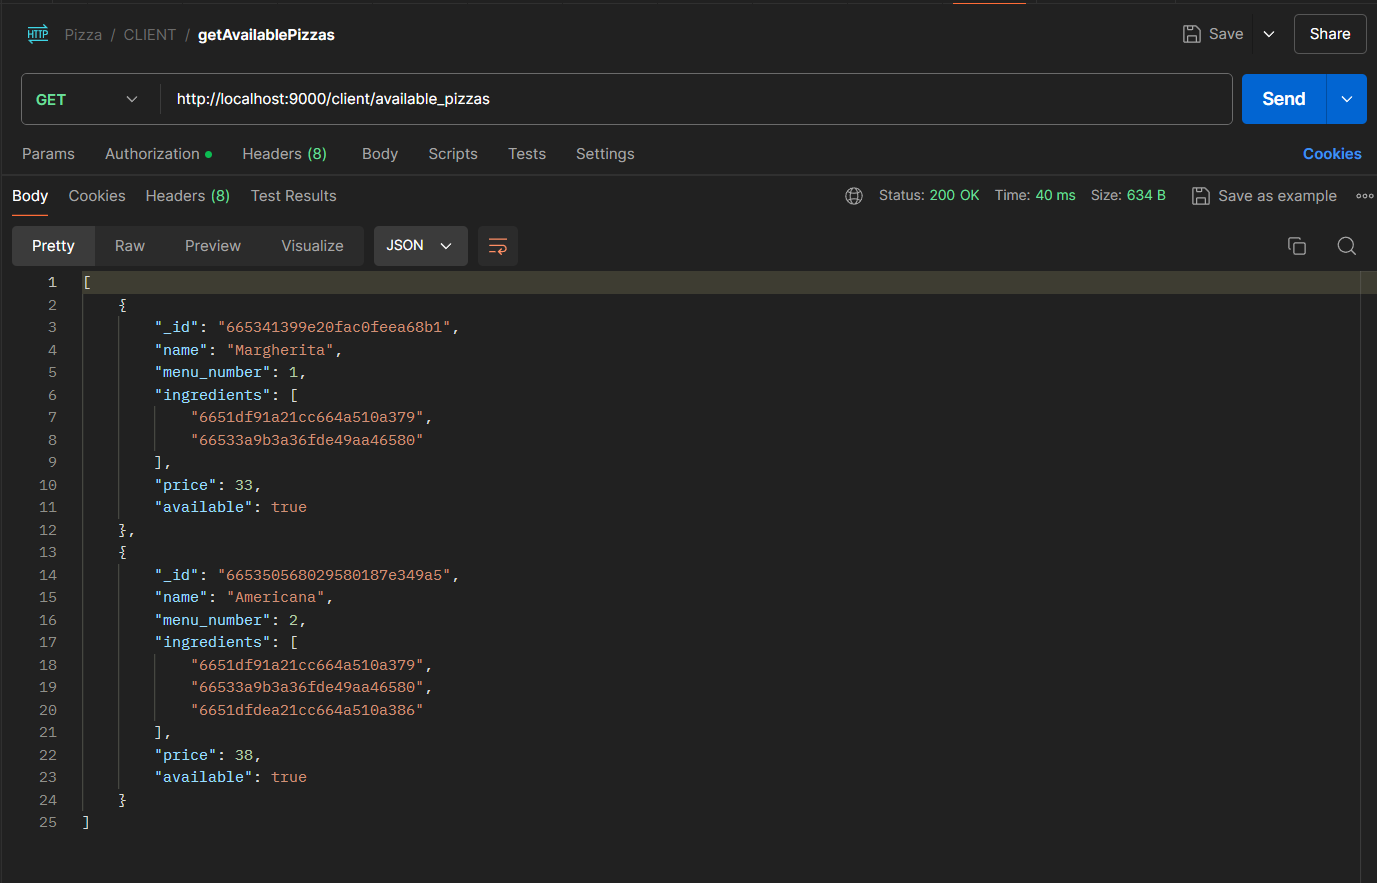 HTTP Pizza / CLIENT / getAvailablePizzas Save Share
GET http://localhost:9000/client/available_pizzas Send
Params Authorization Headers (8) Body Scripts Tests Settings Cookies
Body Cookies Headers (8) Test Results Status: 200 OK Time: 40 ms Size: 634 B Save as example
Pretty Raw Preview Visualize JSON
1 [
2 {
3 "_id": "665341399e20fac0feea68b1",
4 "name": "Margherita",
5 "menu_number": 1,
6 "ingredients": [
7 "6651df91a21cc664a510a379",
8 "66533a9b3a36fde49aa46580"
9 ],
10 "price": 33,
11 "available": true
12 },
13 {
14 "_id": "665350568029580187e349a5",
15 "name": "Americana",
16 "menu_number": 2,
17 "ingredients": [
18 "6651df91a21cc664a510a379",
19 "66533a9b3a36fde49aa46580",
20 "6651dfdea21cc664a510a386"
21 ],
22 "price": 38,
23 "available": true
24 }
25 ]